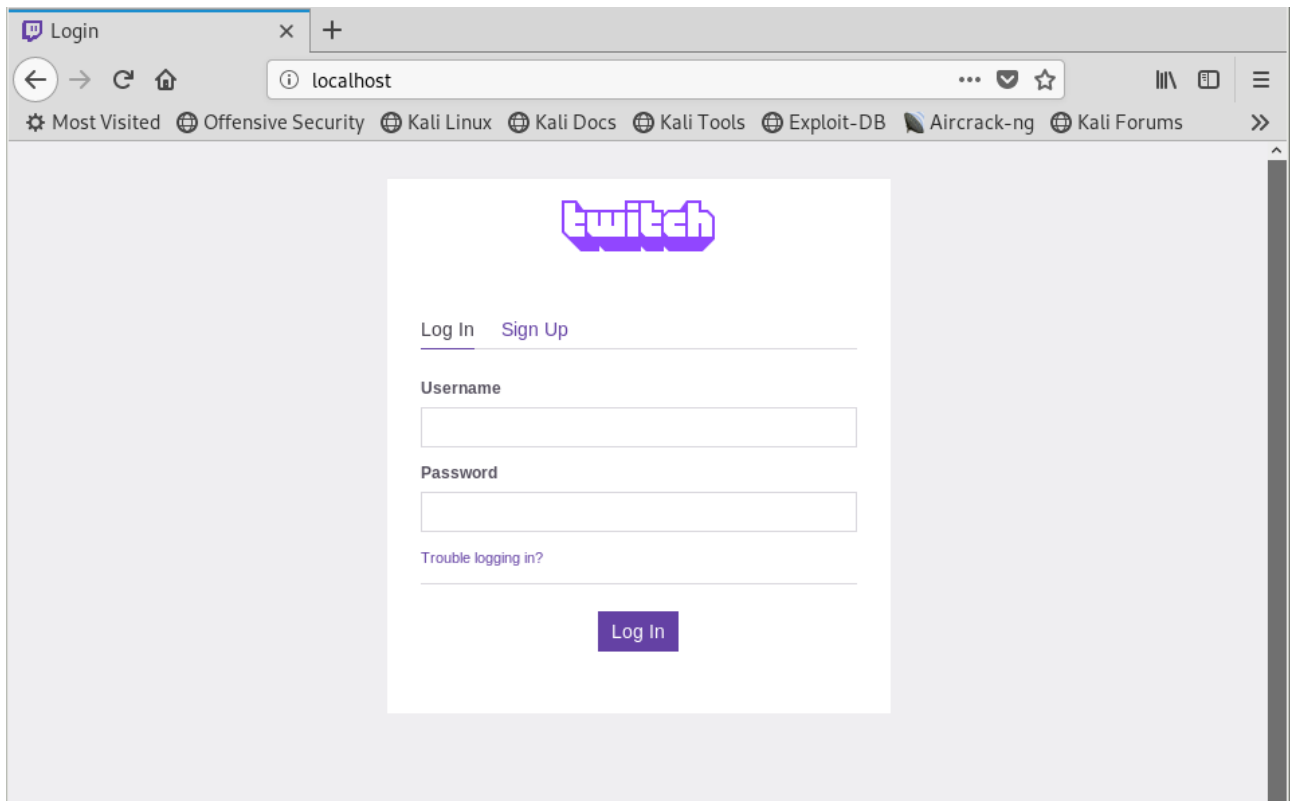 Login
localhost
Most Visited Offensive Security Kali Linux Kali Docs Kali Tools Exploit-DB Aircrack-ng Kali Forums
twitch
Log In Sign Up
Username
Password
Trouble logging in?
Log In